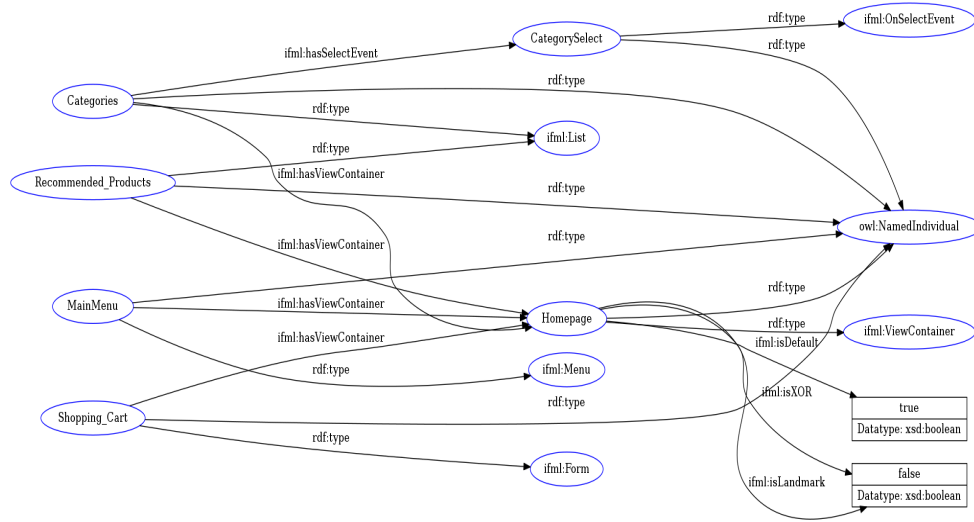 rdf:type
ifml:OnSelectEvent
CategorySelect
rdf:type
ifml:hasSelectEvent
rdf:type
Categories
rdf:type
ifml:List
rdf:type
ifml:hasViewContainer
Recommended_Products
rdf:type
owl:NamedIndividual
rdf:type
ifml:hasViewContainer
rdf:type
MainMenu
ifml:hasViewContainer
Homepage
rdf:type
ifml:ViewContainer
ifml:hasViewContainer
ifml:isDefault
rdf:type
ifml:Menu
ifml:isXOR
rdf:type
true
Shopping_Cart
Datatype: xsd:boolean
rdf:type
ifml:Form
false
ifml:isLandmark
Datatype: xsd:boolean